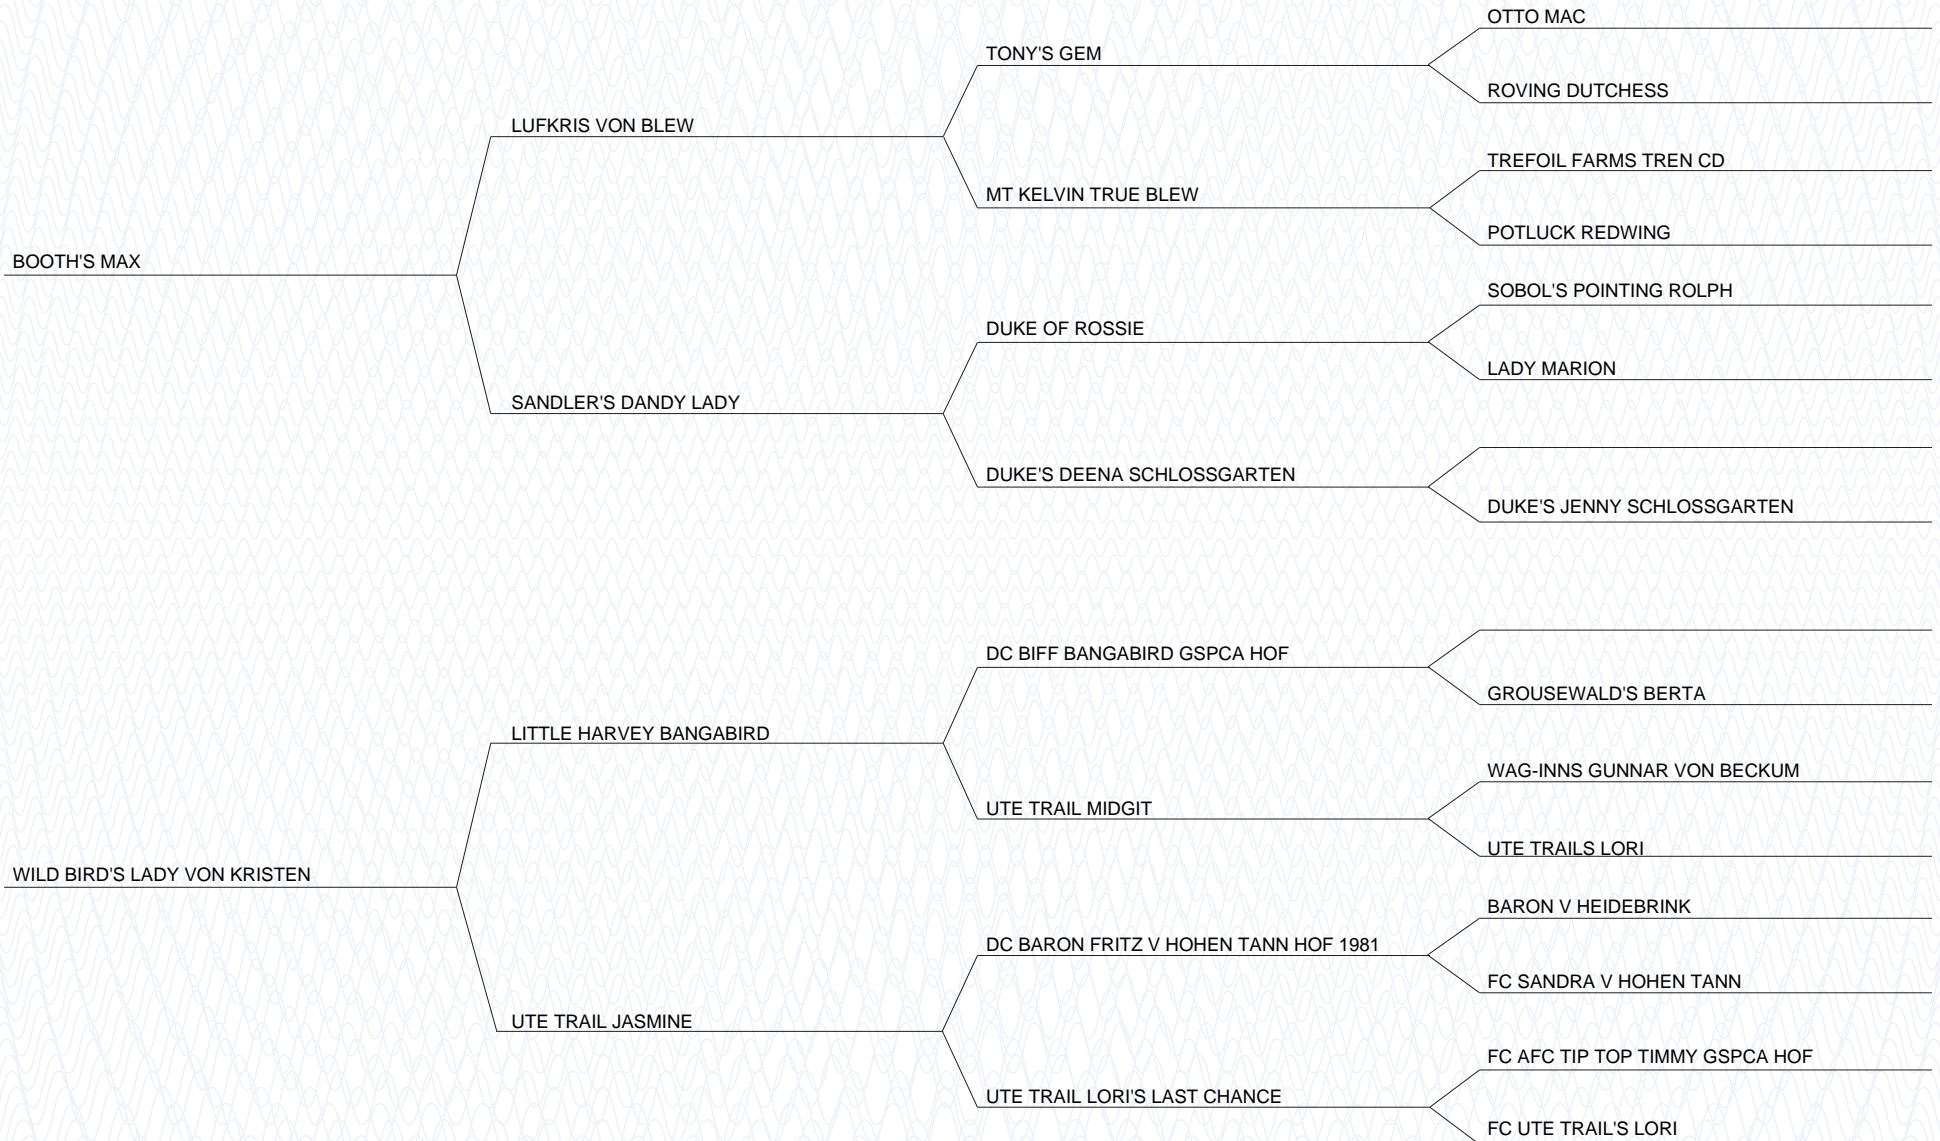 OTTO MAC
TONY'S GEM
ROVING DUTCHESS
LUFKRIS VON BLEW
TREFOIL FARMS TREN CD
MT KELVIN TRUE BLEW
POTLUCK REDWING
BOOTH'S MAX
SOBOL'S POINTING ROLPH
DUKE OF ROSSIE
LADY MARION
SANDLER'S DANDY LADY
DUKE'S DEENA SCHLOSSGARTEN
DUKE'S JENNY SCHLOSSGARTEN
DC BIFF BANGABIRD GSPCA HOF
GROUSEWALD'S BERTA
LITTLE HARVEY BANGABIRD
WAG-INNS GUNNAR VON BECKUM
UTE TRAIL MIDGIT
UTE TRAILS LORI
WILD BIRD'S LADY VON KRISTEN
BARON V HEIDEBRINK
DC BARON FRITZ V HOHEN TANN HOF 1981
FC SANDRA V HOHEN TANN
UTE TRAIL JASMINE
FC AFC TIP TOP TIMMY GSPCA HOF
UTE TRAIL LORI'S LAST CHANCE
FC UTE TRAIL'S LORI